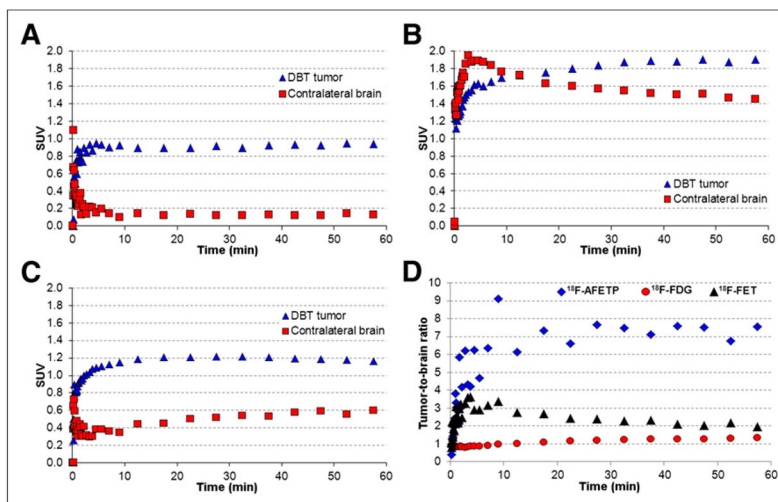 A
2.0
1.8
1.6
1.4
1.2
1.0
0.8
0.6
0.4
0.2
0.0
SUV
DBT tumor
Contralateral brain
0 10 20 30 40 50 60
Time (min)
B
2.0
1.8
1.6
1.4
1.2
1.0
0.8
0.6
0.4
0.2
0.0
SUV
DBT tumor
Contralateral brain
0 10 20 30 40 50 60
Time (min)
C
2.0
1.8
1.6
1.4
1.2
1.0
0.8
0.6
0.4
0.2
0.0
SUV
DBT tumor
Contralateral brain
0 10 20 30 40 50 60
Time (min)
D
¹⁸F-AFETP ¹⁸F-FDG ¹⁸F-FET
10
9
8
7
6
5
4
3
2
1
0
Tumor-to-brain ratio
0 10 20 30 40 50 60
Time (min)